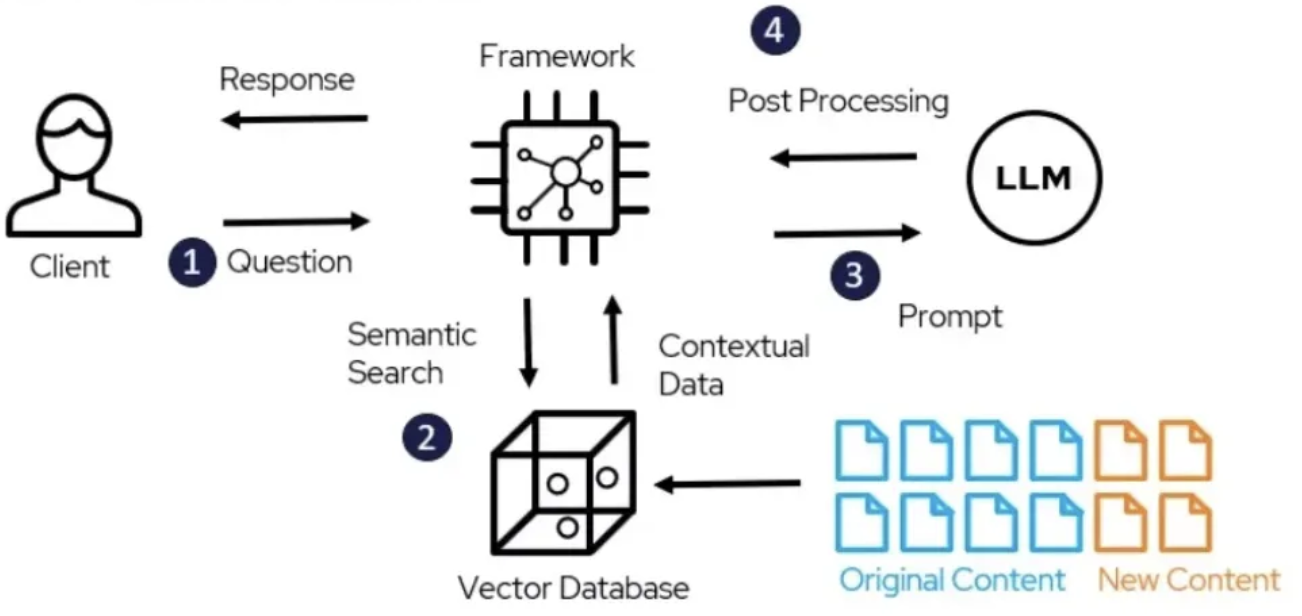 4
Framework
Response
Post Processing
LLM
Client
1
Question
3
Prompt
Semantic
Search
Contextual
Data
2
Vector Database
Original Content
New Content